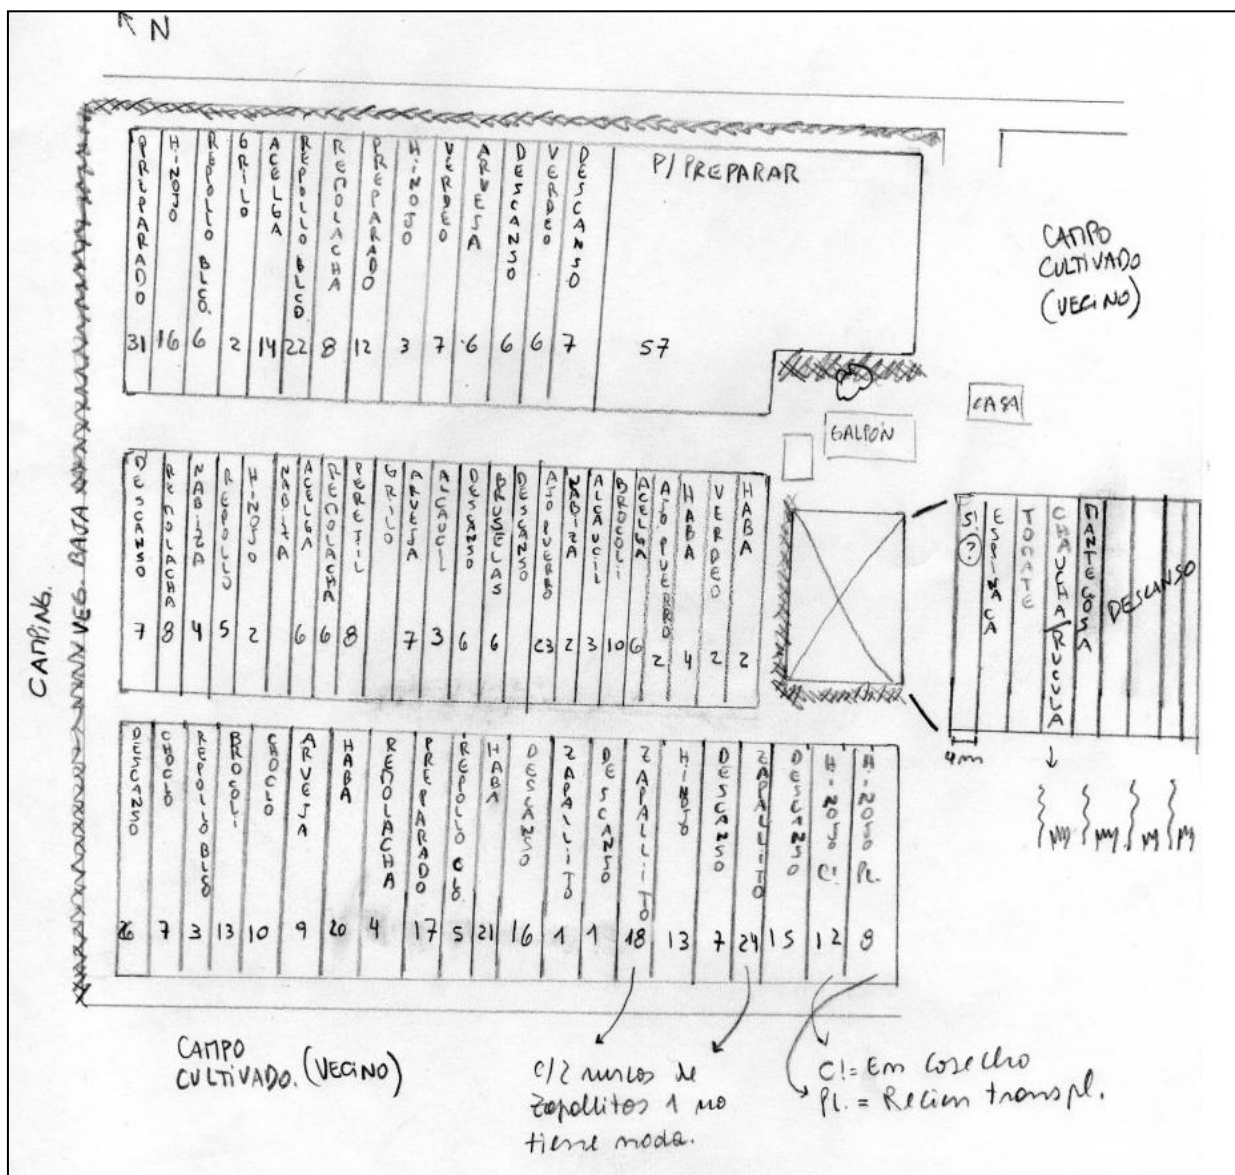 N
PREPARADO
HINOJO
REPOLLO BLCO.
GRILO
ACELGA
REPOLLO BLCO.
REMOLACHA
PREPARADO
HINOJO
VERDEO
ARVEJA
DESCANSO
VERDEO
DESCANSO
P/PREPARAR
31 16 6 2 14 22 8 12 3 7 6 6 6 7 57
CAMPO
CULTIVADO
(VECINO)
CASA
GALPÓN
CAMPING.
VEG. BAJA
DESCANSO
REMOLACHA
NABIZA
REPOLLO
HINOJO
NABIZA
ACELGA
REMOLACHA
PEREJIL
GRILO
ARVEJA
ALCAUCIL
DESCANSO
BRUSELAS
DESCANSO
AJO PUERRO
NABIZA
ALCAUCIL
BROCOLI
ACELGA
AJO PUERRO
HABA
VERDEO
HABA
7 8 4 5 2 6 6 8 7 3 6 6 23 2 3 10 6 2 4 2 2
S!
?
ESPINACA
TOMATE
CHAUCHA/RUCULA
MANTECOSA
DESCANSO
4m
DESCANSO
CHOCLO
REPOLLO BLCO
BROCOLI
CHOCLO
ARVEJA
HABA
REMOLACHA
PREPARADO
REPOLLO Cb.
HABA
DESCANSO
ZAPALLITO
DESCANSO
ZAPALLITO
HINOJO
DESCANSO
ZAPALLITO
DESCANSO
HINOJO C!
HINOJO PL.
26 7 3 13 10 9 20 4 17 5 21 16 1 1 18 13 7 24 15 12 8
CAMPO
CULTIVADO. (VECINO)
c/2 surcos de
Zapallitos 1 no
tiene nada.
C! = Em Cosecha
PL. = Recien transpl.